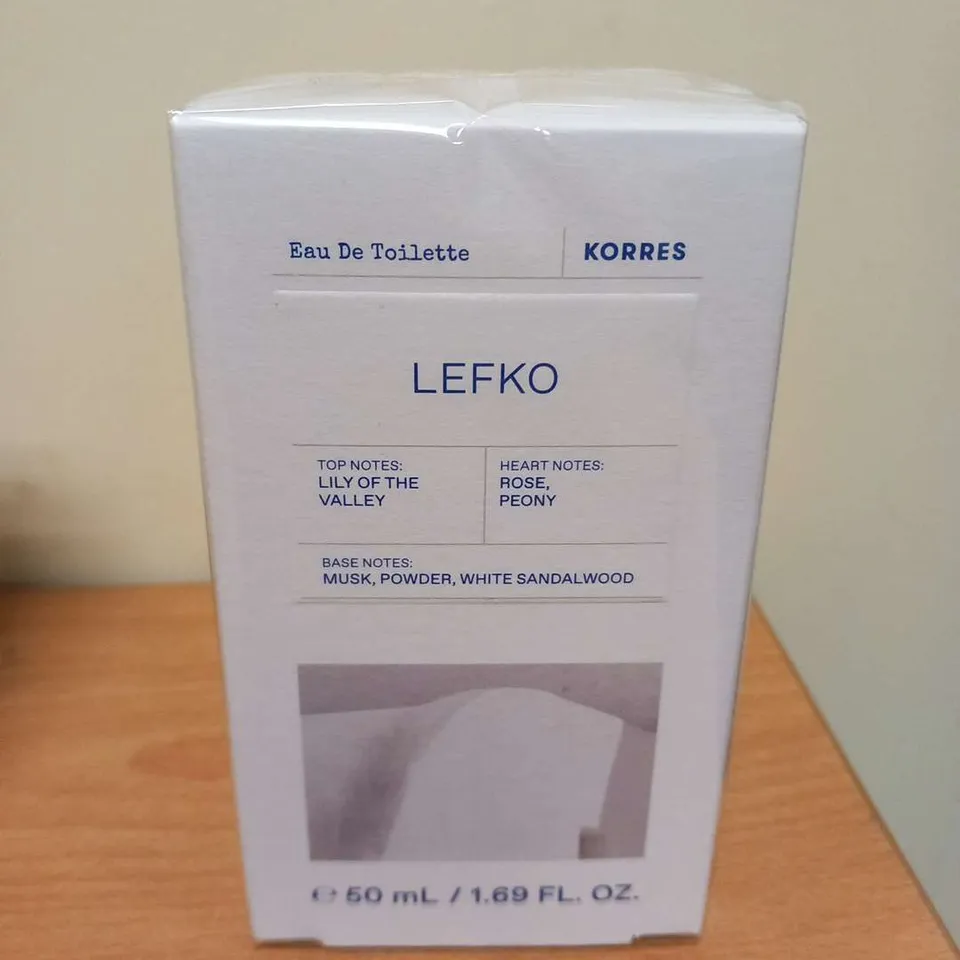 Eau De Toilette
KORRES
LEFKO
TOP NOTES:
LILY OF THE
VALLEY
HEART NOTES:
ROSE,
PEONY
BASE NOTES:
MUSK, POWDER, WHITE SANDALWOOD
℮ 50 mL / 1.69 FL. OZ.